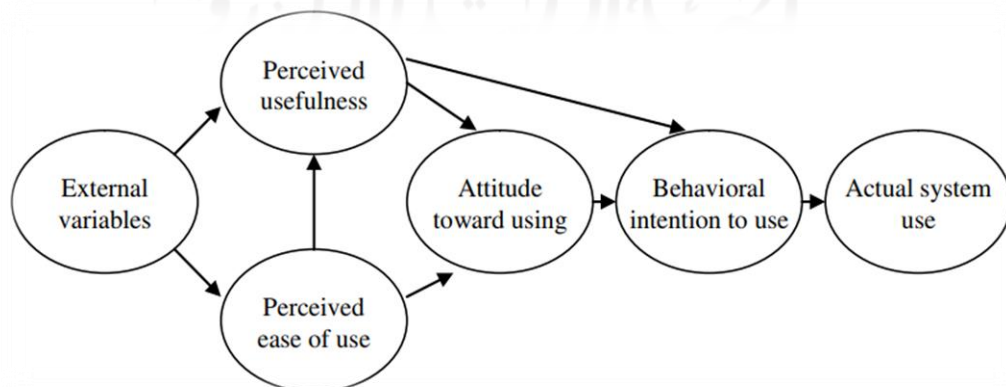 Perceived
usefulness
External
variables
Attitude
toward using
Behavioral
intention to use
Actual system
use
Perceived
ease of use